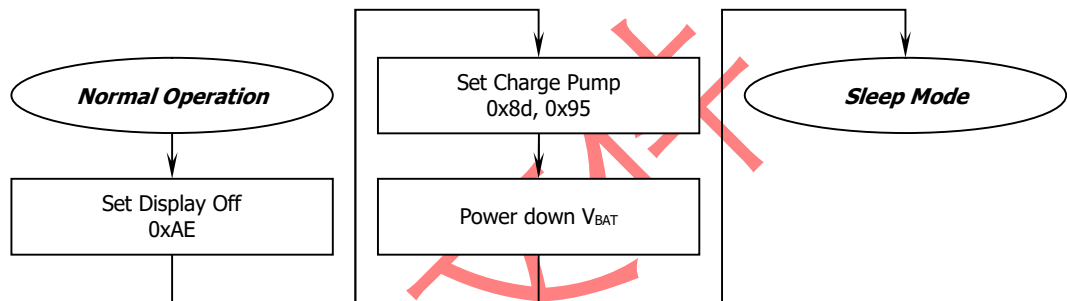 Normal Operation
Set Display Off
0xAE
Set Charge Pump
0x8d, 0x95
Power down VBAT
Sleep Mode